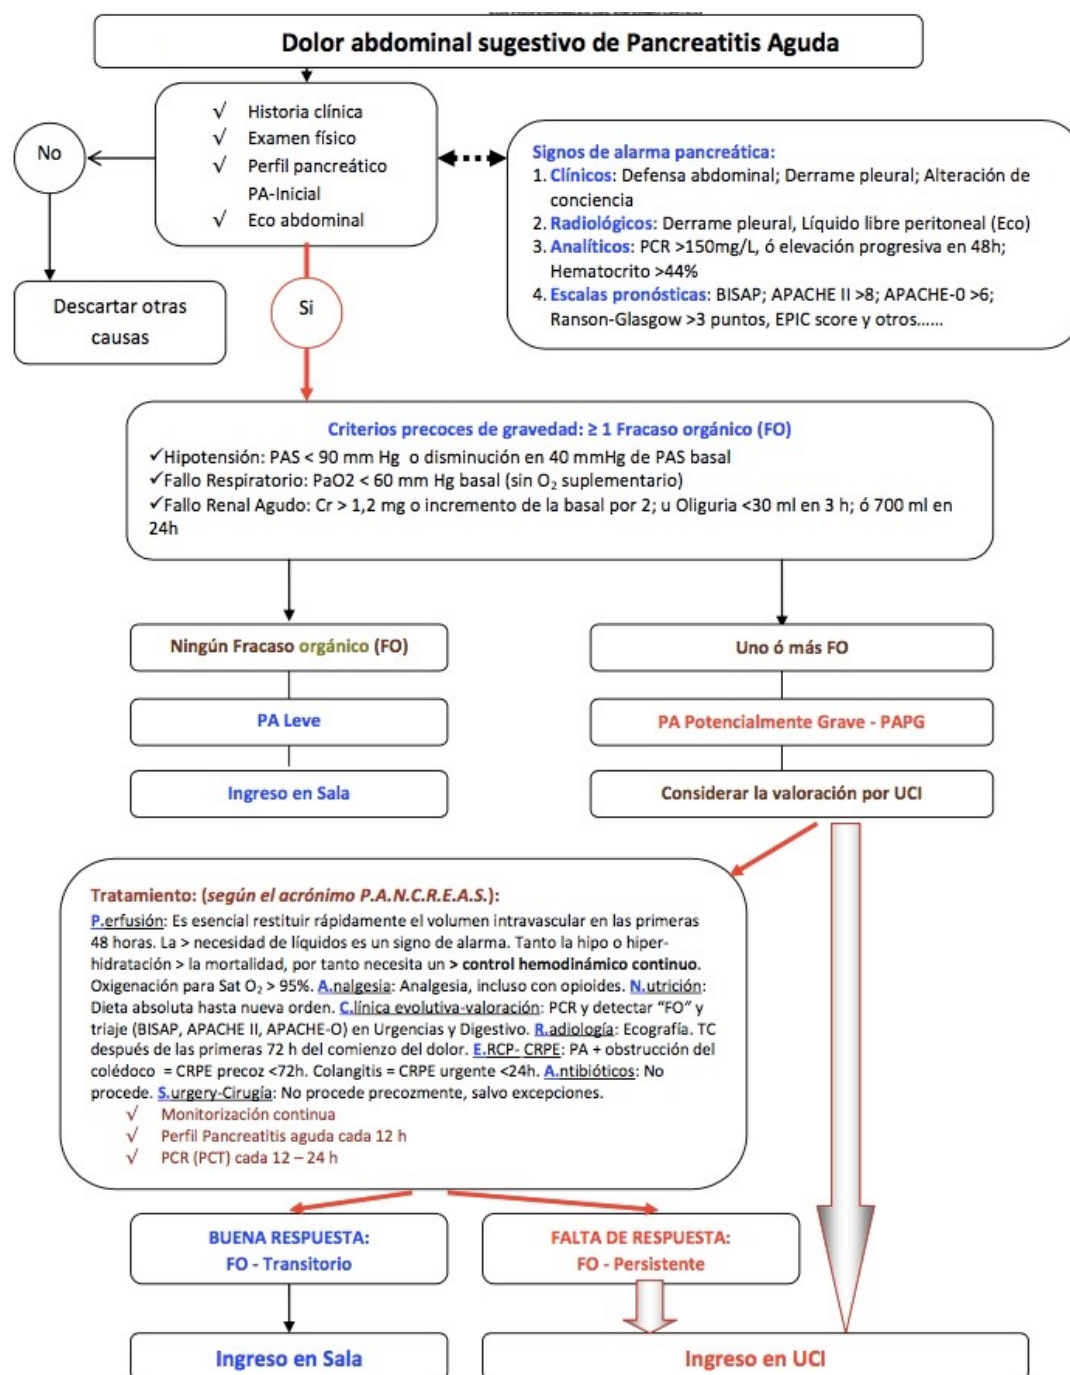 Dolor abdominal sugestivo de Pancreatitis Aguda
√ Historia clínica
√ Examen físico
√ Perfil pancreático
PA-Inicial
√ Eco abdominal
No
Descartar otras
causas
Si
Signos de alarma pancreática:
1. Clínicos: Defensa abdominal; Derrame pleural; Alteración de
conciencia
2. Radiológicos: Derrame pleural, Líquido libre peritoneal (Eco)
3. Analíticos: PCR >150mg/L, ó elevación progresiva en 48h;
Hematocrito >44%
4. Escalas pronósticas: BISAP; APACHE II >8; APACHE-0 >6;
Ranson-Glasgow >3 puntos, EPIC score y otros......
Criterios precoces de gravedad: ≥ 1 Fracaso orgánico (FO)
✓Hipotensión: PAS < 90 mm Hg o disminución en 40 mmHg de PAS basal
✓Fallo Respiratorio: PaO2 < 60 mm Hg basal (sin O₂ suplementario)
✓Fallo Renal Agudo: Cr > 1,2 mg o incremento de la basal por 2; u Oliguria <30 ml en 3 h; ó 700 ml en
24h
Ningún Fracaso orgánico (FO)
PA Leve
Ingreso en Sala
Uno ó más FO
PA Potencialmente Grave - PAPG
Considerar la valoración por UCI
Tratamiento: (según el acrónimo P.A.N.C.R.E.A.S.):
P.erfusión: Es esencial restituir rápidamente el volumen intravascular en las primeras
48 horas. La > necesidad de líquidos es un signo de alarma. Tanto la hipo o hiper-
hidratación > la mortalidad, por tanto necesita un > control hemodinámico continuo.
Oxigenación para Sat O₂ > 95%. A.nalgesia: Analgesia, incluso con opioides. N.utrición:
Dieta absoluta hasta nueva orden. C.línica evolutiva-valoración: PCR y detectar "FO" y
triaje (BISAP, APACHE II, APACHE-O) en Urgencias y Digestivo. R.adiología: Ecografía. TC
después de las primeras 72 h del comienzo del dolor. E.RCP- CRPE: PA + obstrucción del
colédoco = CRPE precoz <72h. Colangitis = CRPE urgente <24h. A.ntibióticos: No
procede. S.urgery-Cirugía: No procede precozmente, salvo excepciones.
√ Monitorización continua
√ Perfil Pancreatitis aguda cada 12 h
√ PCR (PCT) cada 12 – 24 h
BUENA RESPUESTA:
FO - Transitorio
Ingreso en Sala
FALTA DE RESPUESTA:
FO - Persistente
Ingreso en UCI